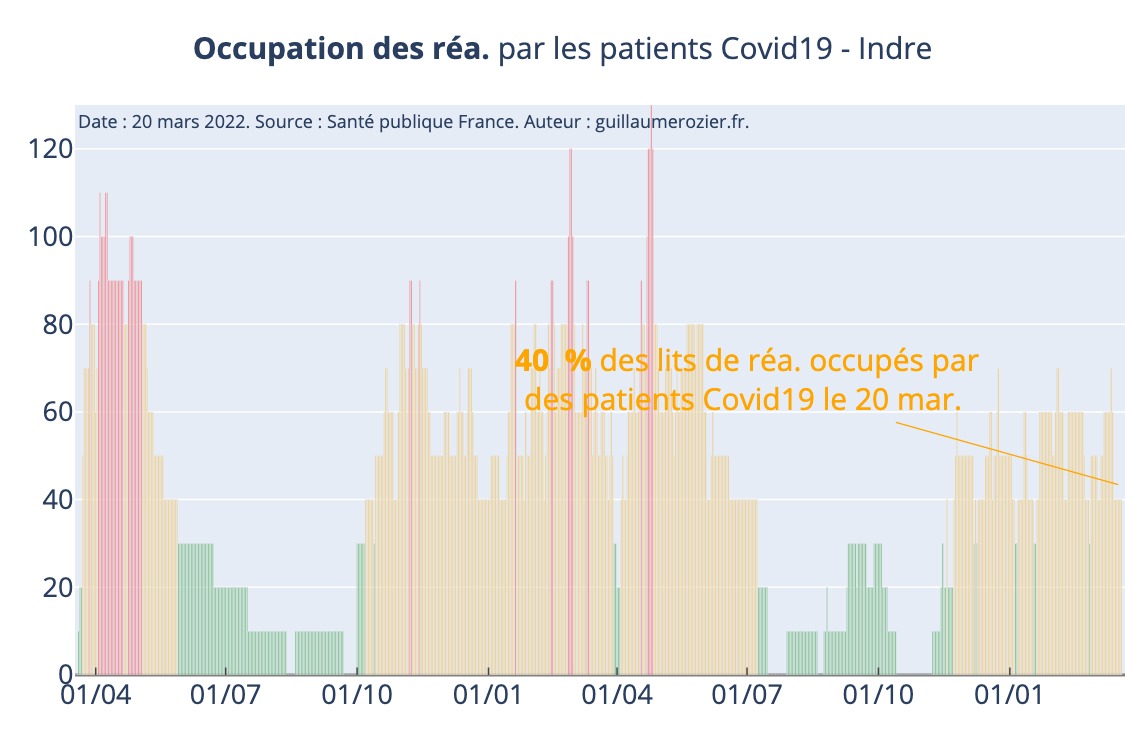 Occupation des réa. par les patients Covid19 - Indre
Date : 20 mars 2022. Source : Santé publique France. Auteur : guillaumerozier.fr.
120
100
80
40 % des lits de réa. occupés par
des patients Covid19 le 20 mar.
60
40
20
0
01/04 01/07 01/10 01/01 01/04 01/07 01/10 01/01